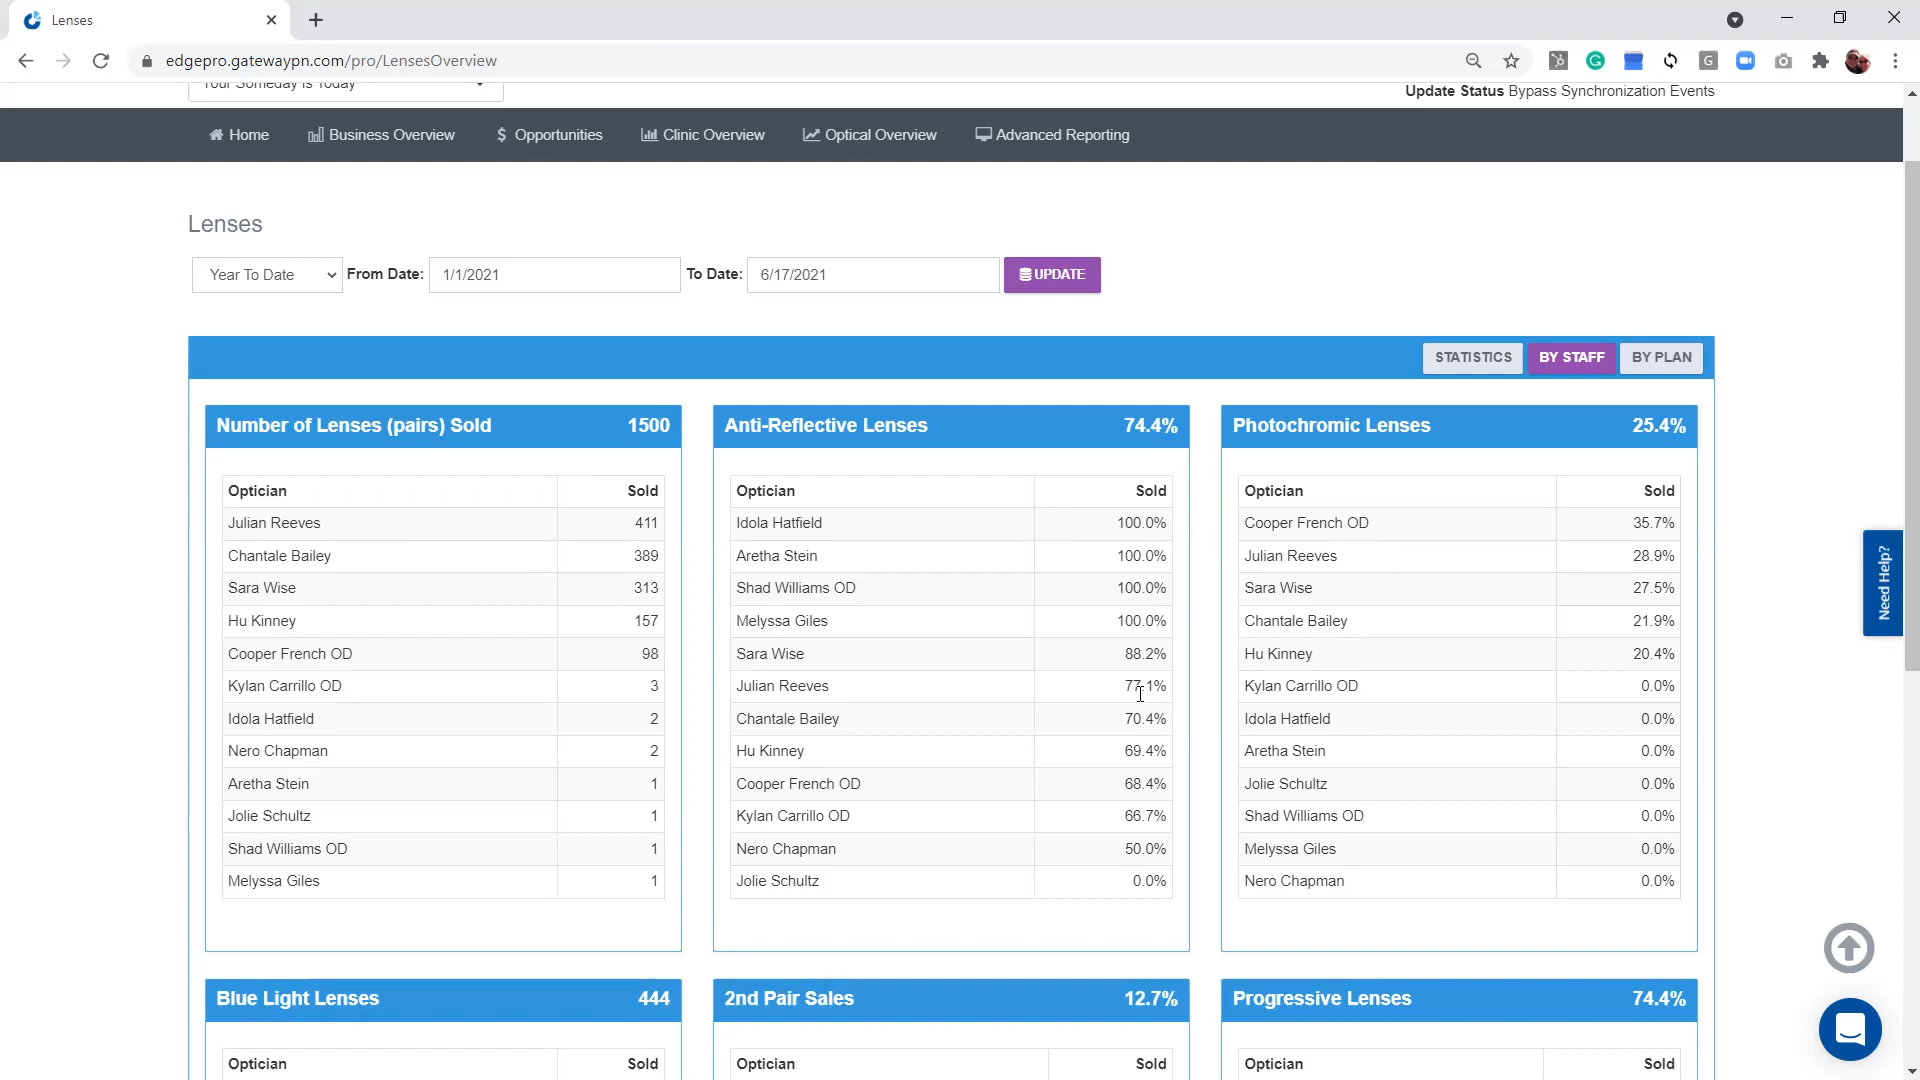 Lenses
edgepro.gatewaypn.com/pro/LensesOverview
Your Someday is Today
Update Status Bypass Synchronization Events
Home Business Overview $ Opportunities Clinic Overview Optical Overview Advanced Reporting
Lenses
Year To Date From Date: 1/1/2021 To Date: 6/17/2021 UPDATE
STATISTICS BY STAFF BY PLAN
Number of Lenses (pairs) Sold 1500
Optician Sold
Julian Reeves 411
Chantale Bailey 389
Sara Wise 313
Hu Kinney 157
Cooper French OD 98
Kylan Carrillo OD 3
Idola Hatfield 2
Nero Chapman 2
Aretha Stein 1
Jolie Schultz 1
Shad Williams OD 1
Melyssa Giles 1
Anti-Reflective Lenses 74.4%
Optician Sold
Idola Hatfield 100.0%
Aretha Stein 100.0%
Shad Williams OD 100.0%
Melyssa Giles 100.0%
Sara Wise 88.2%
Julian Reeves 77.1%
Chantale Bailey 70.4%
Hu Kinney 69.4%
Cooper French OD 68.4%
Kylan Carrillo OD 66.7%
Nero Chapman 50.0%
Jolie Schultz 0.0%
Photochromic Lenses 25.4%
Optician Sold
Cooper French OD 35.7%
Julian Reeves 28.9%
Sara Wise 27.5%
Chantale Bailey 21.9%
Hu Kinney 20.4%
Kylan Carrillo OD 0.0%
Idola Hatfield 0.0%
Aretha Stein 0.0%
Jolie Schultz 0.0%
Shad Williams OD 0.0%
Melyssa Giles 0.0%
Nero Chapman 0.0%
Need Help?
Blue Light Lenses 444
Optician Sold
2nd Pair Sales 12.7%
Optician Sold
Progressive Lenses 74.4%
Optician Sold